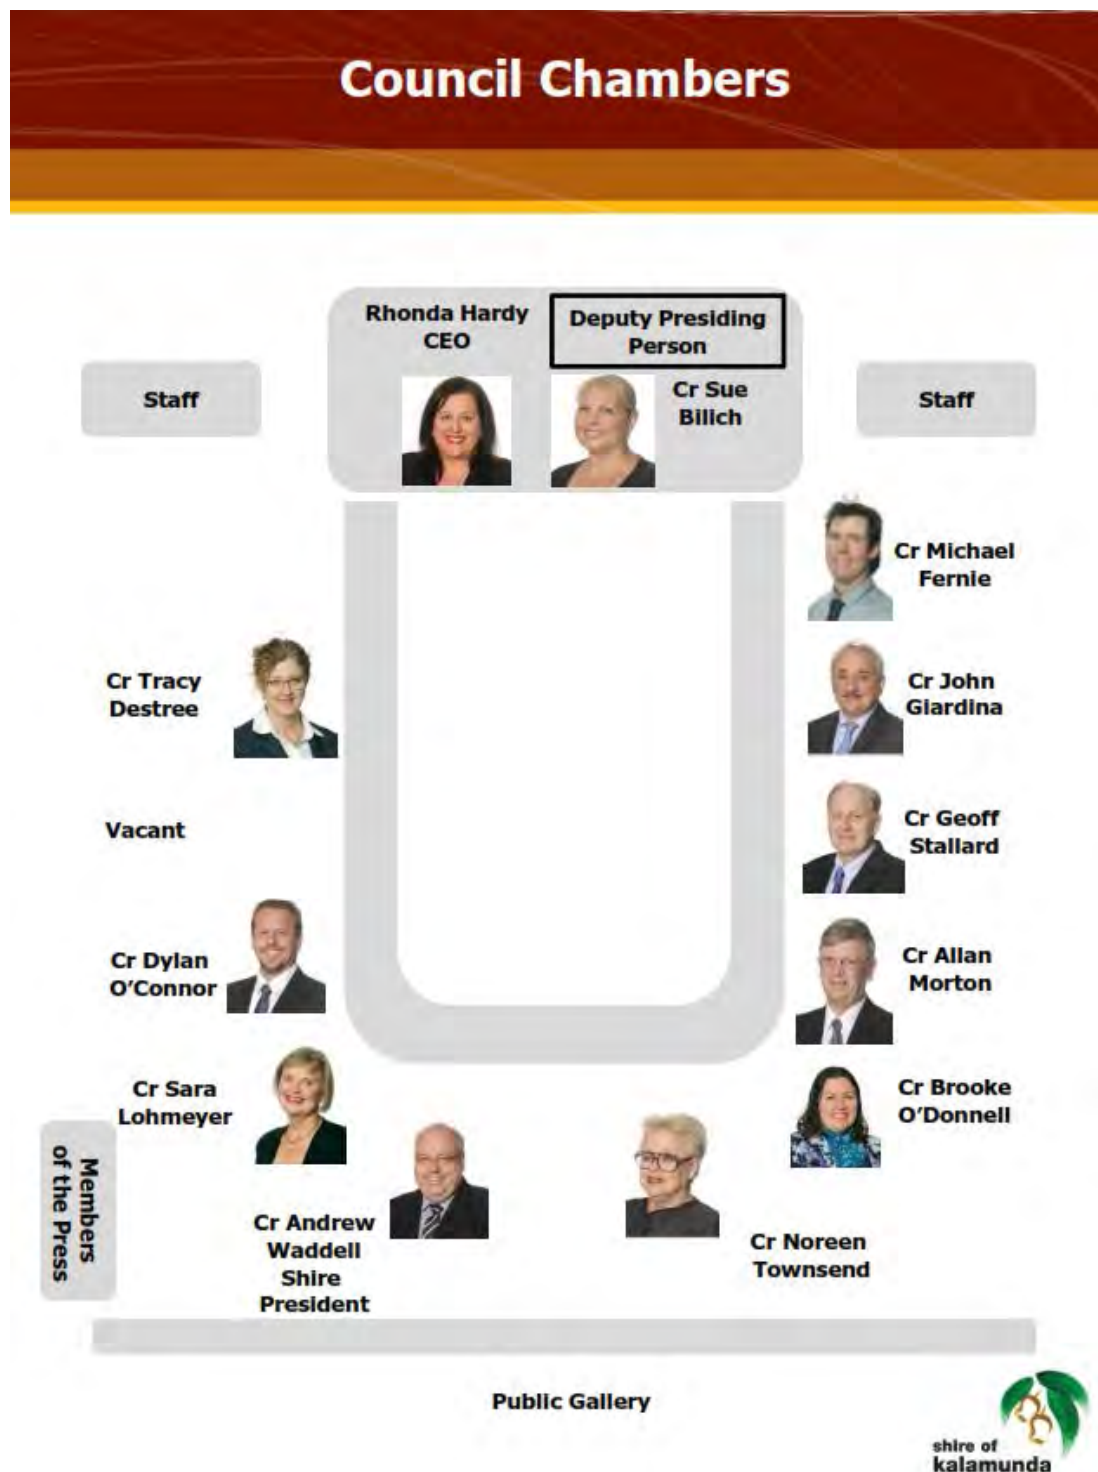 Council Chambers
Rhonda Hardy
CEO
Deputy Presiding
Person
Cr Sue
Bilich
Staff
Staff
Cr Michael
Fernie
Cr Tracy
Destree
Cr John
Giardina
Vacant
Cr Geoff
Stallard
Cr Dylan
O'Connor
Cr Allan
Morton
Cr Sara
Lohmeyer
Cr Brooke
O'Donnell
Members
of the Press
Cr Andrew
Waddell
Shire
President
Cr Noreen
Townsend
Public Gallery
shire of
kalamunda